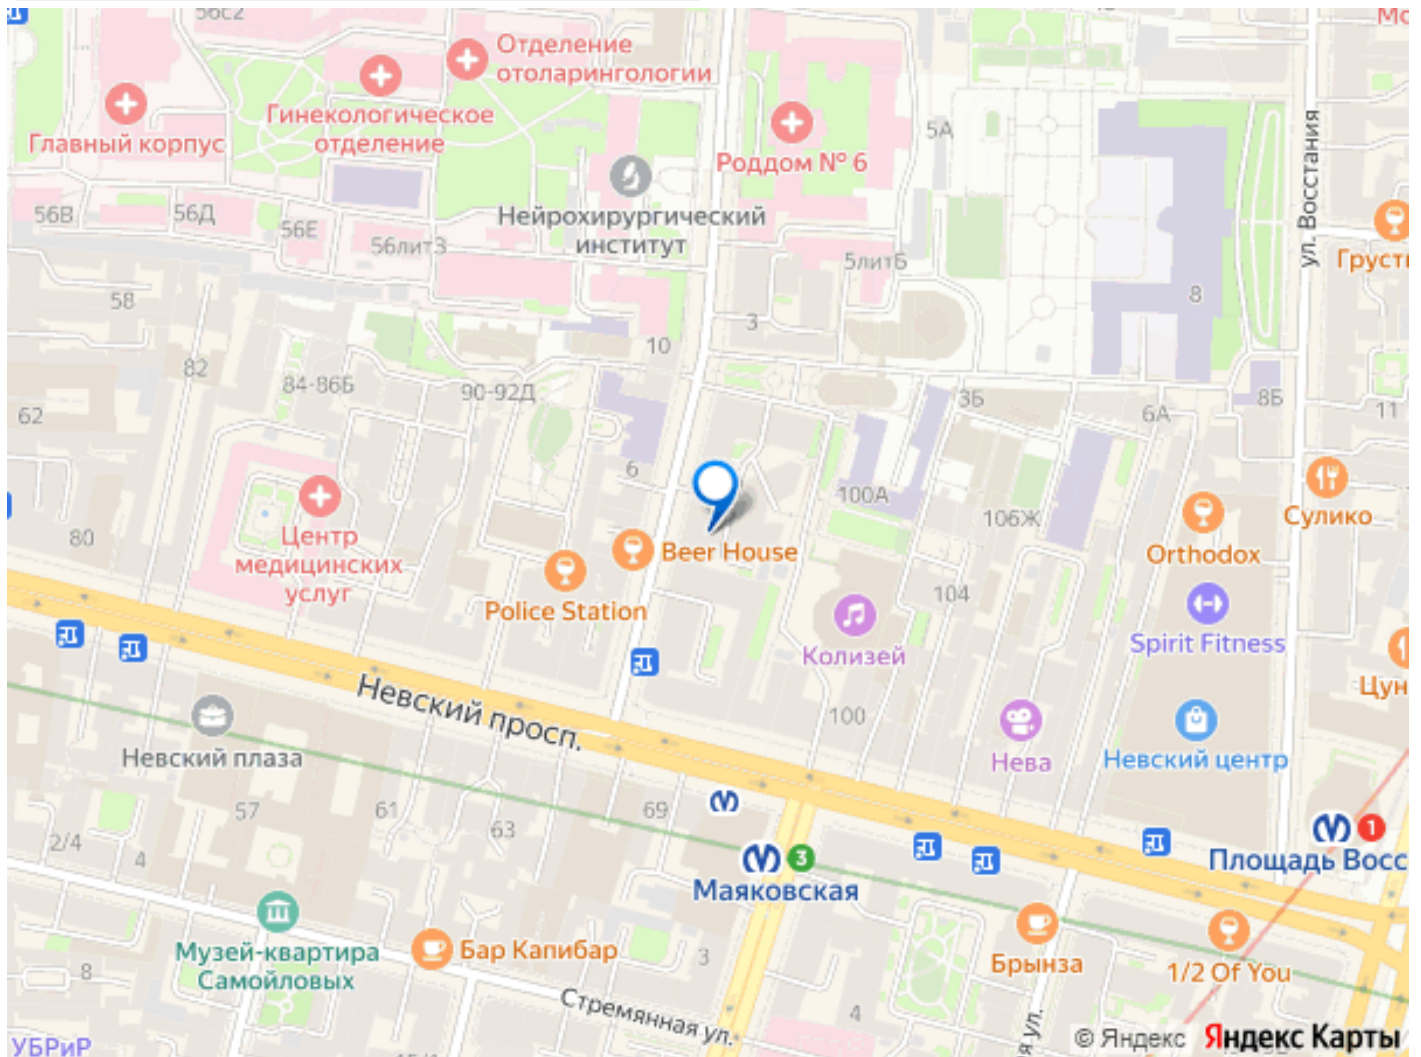 56с2
Отделение
отоларингологии
Гинекологическое
отделение
Главный корпус
Роддом № 6
5А
ул. Восстания
Нейрохирургический
институт
56В
56Д
56Е
56лит3
5литБ
58
8
3
10
82
84-86Б
90-92Д
62
3Б
6А
8Б
11
6
100А
106Ж
80
Центр
медицинских
услуг
Beer House
Police Station
Сулико
Orthodox
104
Spirit Fitness
Колизей
Невский просп.
100
Нева
Невский центр
Невский плаза
57
61
63
69
2/4
4
3
Маяковская
1
Музей-квартира
Самойловых
Бар Капибар
3
Брынза
1/2 Of You
8
Стремянная ул.
4
УБРиР
© Яндекс Яндекс Карты